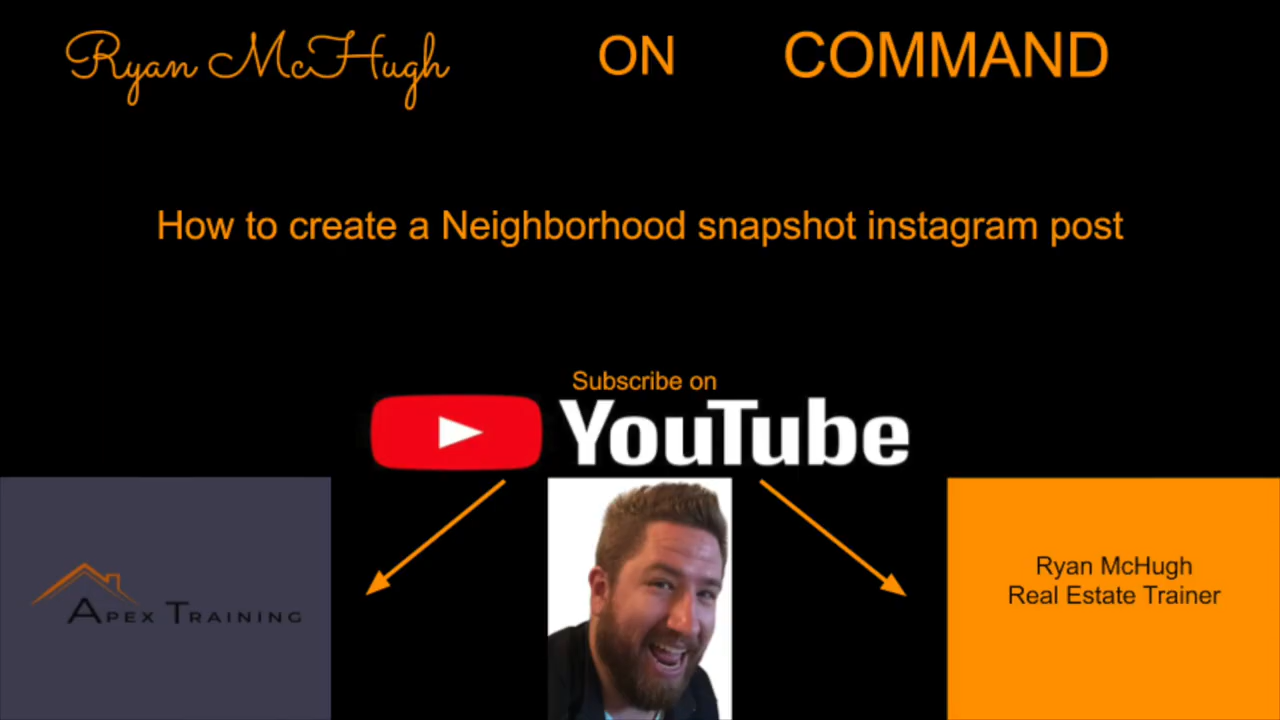 Ryan McHugh ON COMMAND
How to create a Neighborhood snapshot instagram post
Subscribe on
YouTube
APEX TRAINING
Ryan McHugh
Real Estate Trainer